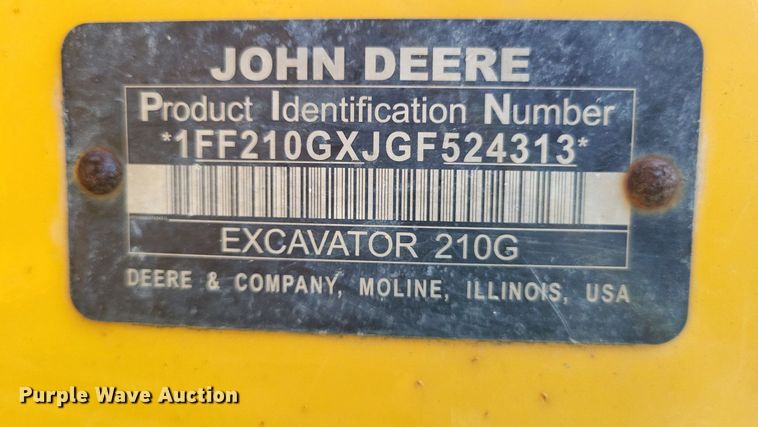 JOHN DEERE
Product Identification Number
*1FF210GXJGF524313*
EXCAVATOR 210G
DEERE & COMPANY, MOLINE, ILLINOIS, USA
Purple Wave Auction